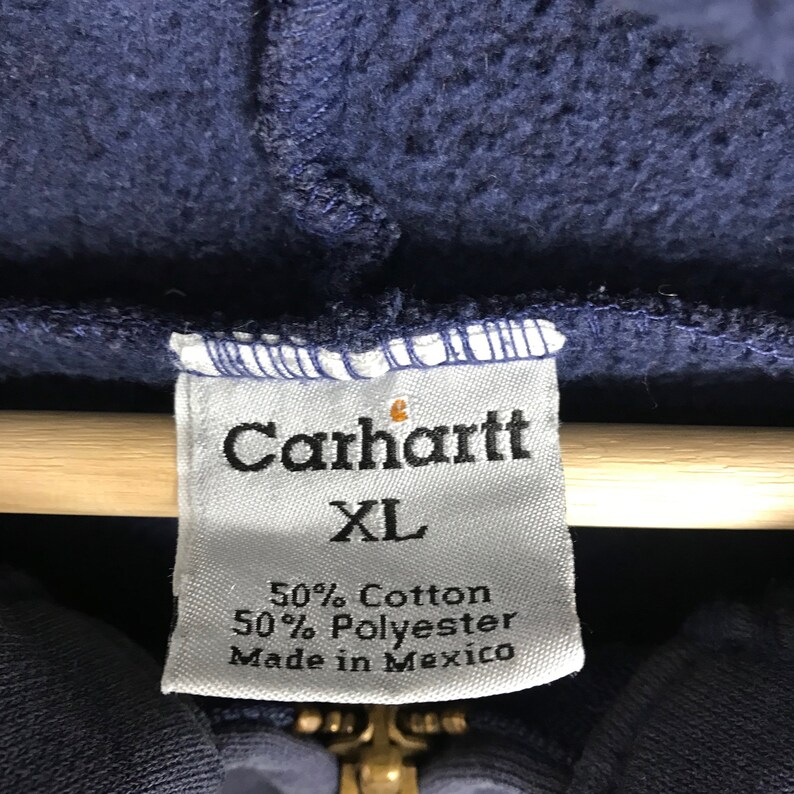 Carhartt
XL
50% Cotton
50% Polyester
Made in Mexico